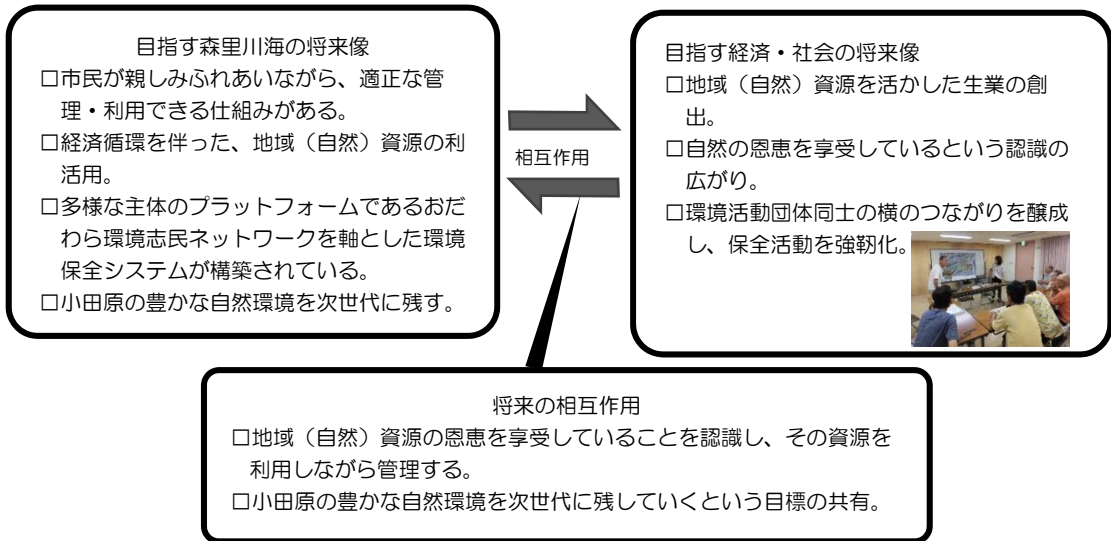 目指す森里川海の将来像
□市民が親しみふれあいながら、適正な管
理・利用できる仕組みがある。
□経済循環を伴った、地域（自然）資源の利
活用。
□多様な主体のプラットフォームであるおだ
わら環境志民ネットワークを軸とした環境
保全システムが構築されている。
□小田原の豊かな自然環境を次世代に残す。
相互作用
目指す経済・社会の将来像
□地域（自然）資源を活かした生業の創
出。
□自然の恩恵を享受しているという認識の
広がり。
□環境活動団体同士の横のつながりを醸成
し、保全活動を強靭化。
将来の相互作用
□地域（自然）資源の恩恵を享受していることを認識し、その資源を
利用しながら管理する。
□小田原の豊かな自然環境を次世代に残していくという目標の共有。